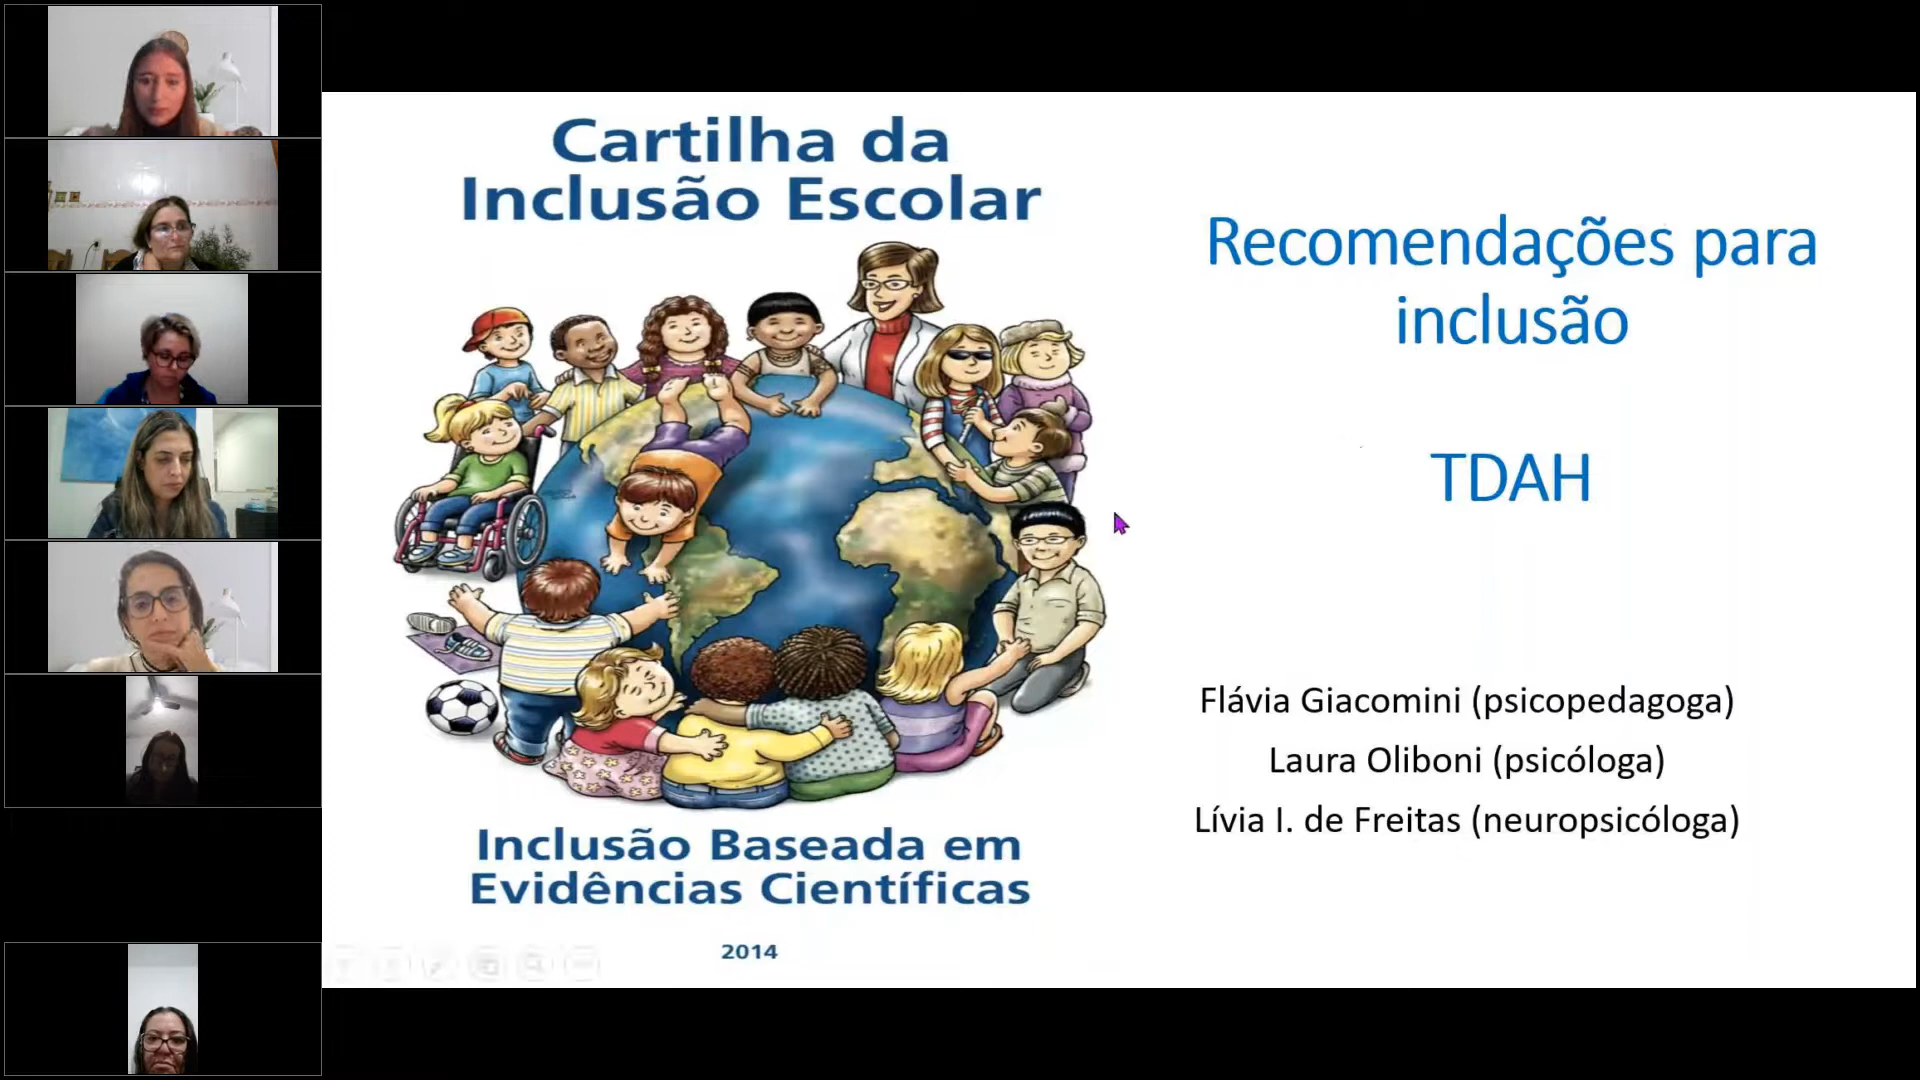 Cartilha da
Inclusão Escolar
Recomendações para
inclusão
TDAH
Flávia Giacomini (psicopedagoga)
Laura Oliboni (psicóloga)
Lívia I. de Freitas (neuropsicóloga)
Inclusão Baseada em
Evidências Científicas
2014